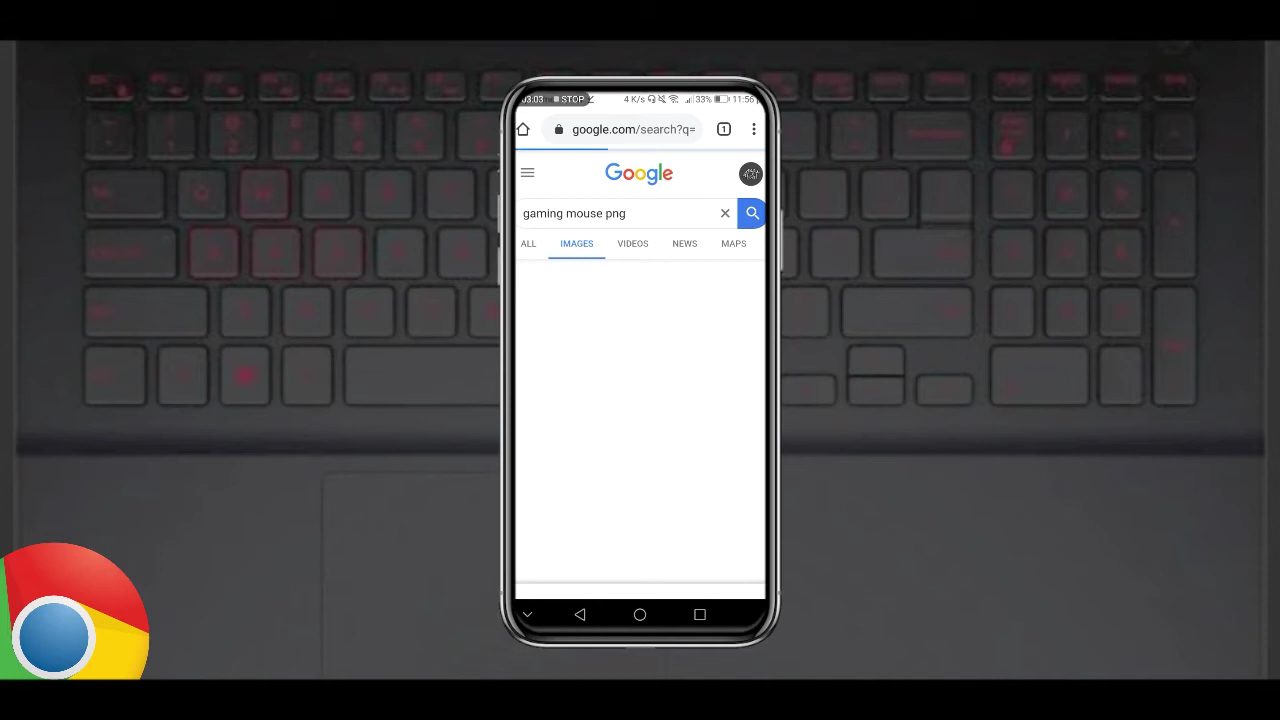 03:03 STOP 4 K/s 33% 11:56
google.com/search?q=
1
Google
gaming mouse png
ALL IMAGES VIDEOS NEWS MAPS